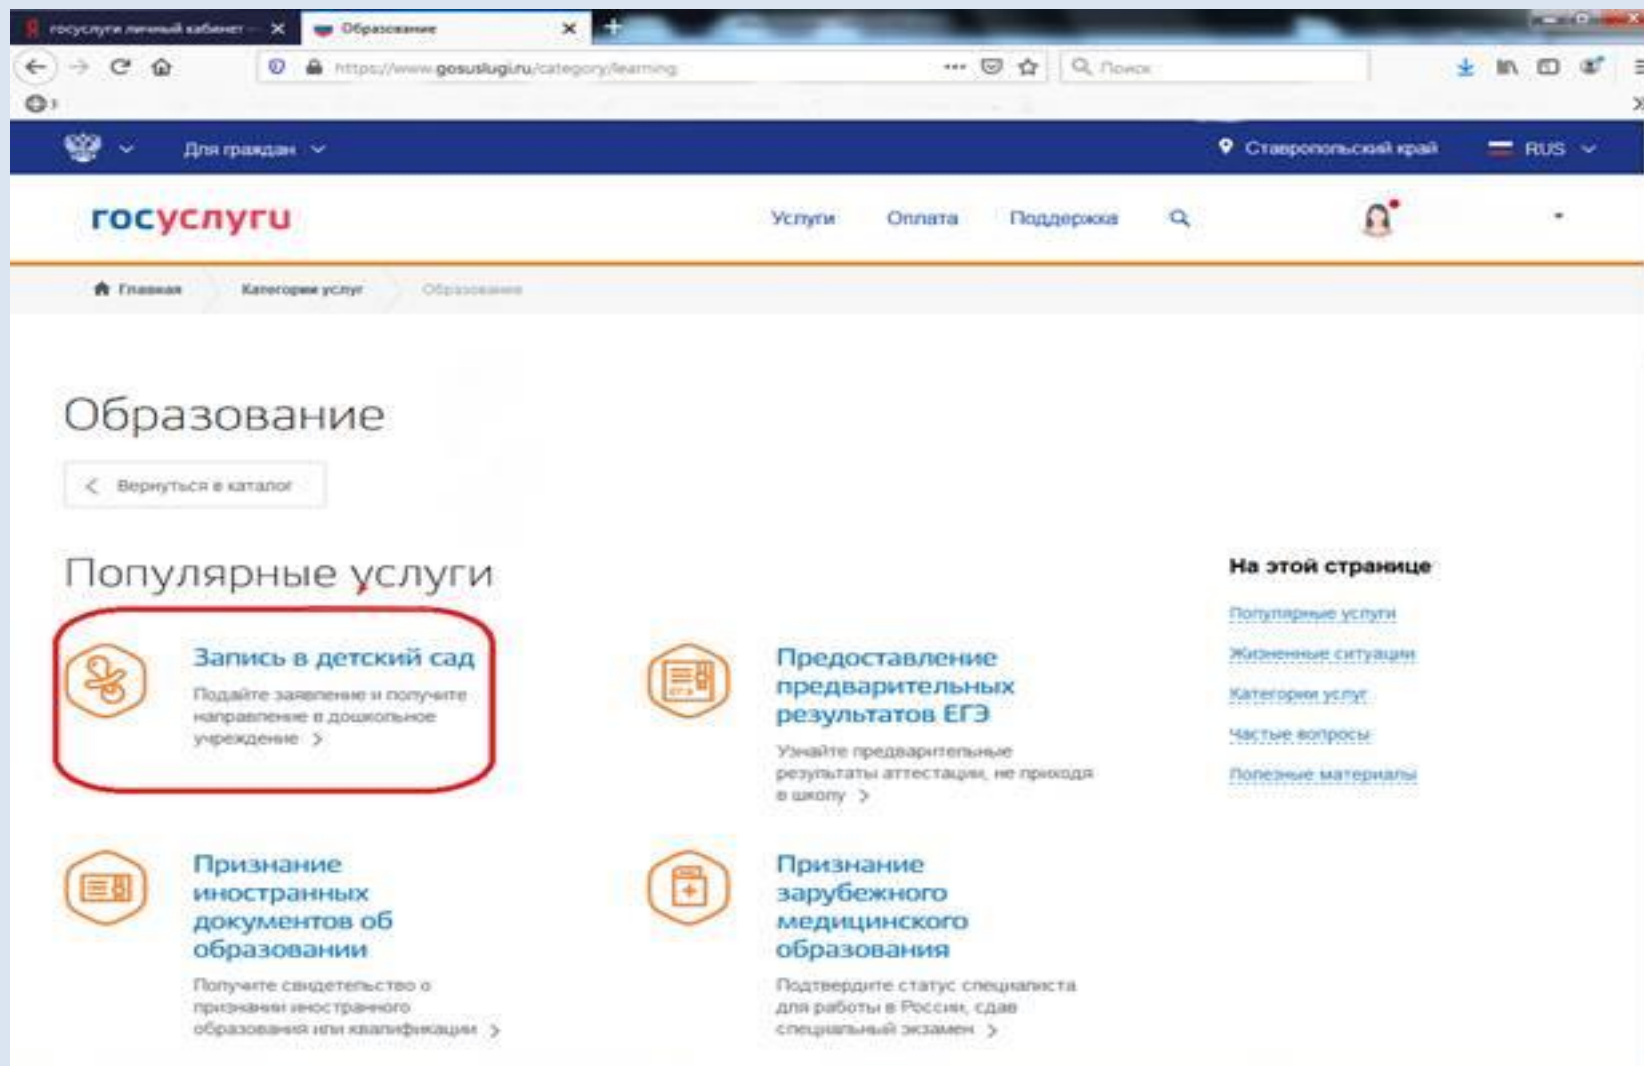 госуслуги личный кабинет
Образование
https://www.gosuslugi.ru/category/learning
Поиск
Для граждан
Ставропольский край
RUS
госуслуги
Услуги Оплата Поддержка
Главная Категории услуг Образование
Образование
Вернуться в каталог
Популярные услуги
Запись в детский сад
Подайте заявление и получите
направление в дошкольное
учреждение >
Предоставление
предварительных
результатов ЕГЭ
Узнайте предварительные
результаты аттестации, не приходя
в школу >
Признание
иностранных
документов об
образовании
Получите свидетельство о
признании иностранного
образования или квалификации >
Признание
зарубежного
медицинского
образования
Подтвердите статус специалиста
для работы в России, сдав
специальный экзамен >
На этой странице
Популярные услуги
Жизненные ситуации
Категории услуг
Частые вопросы
Полезные материалы